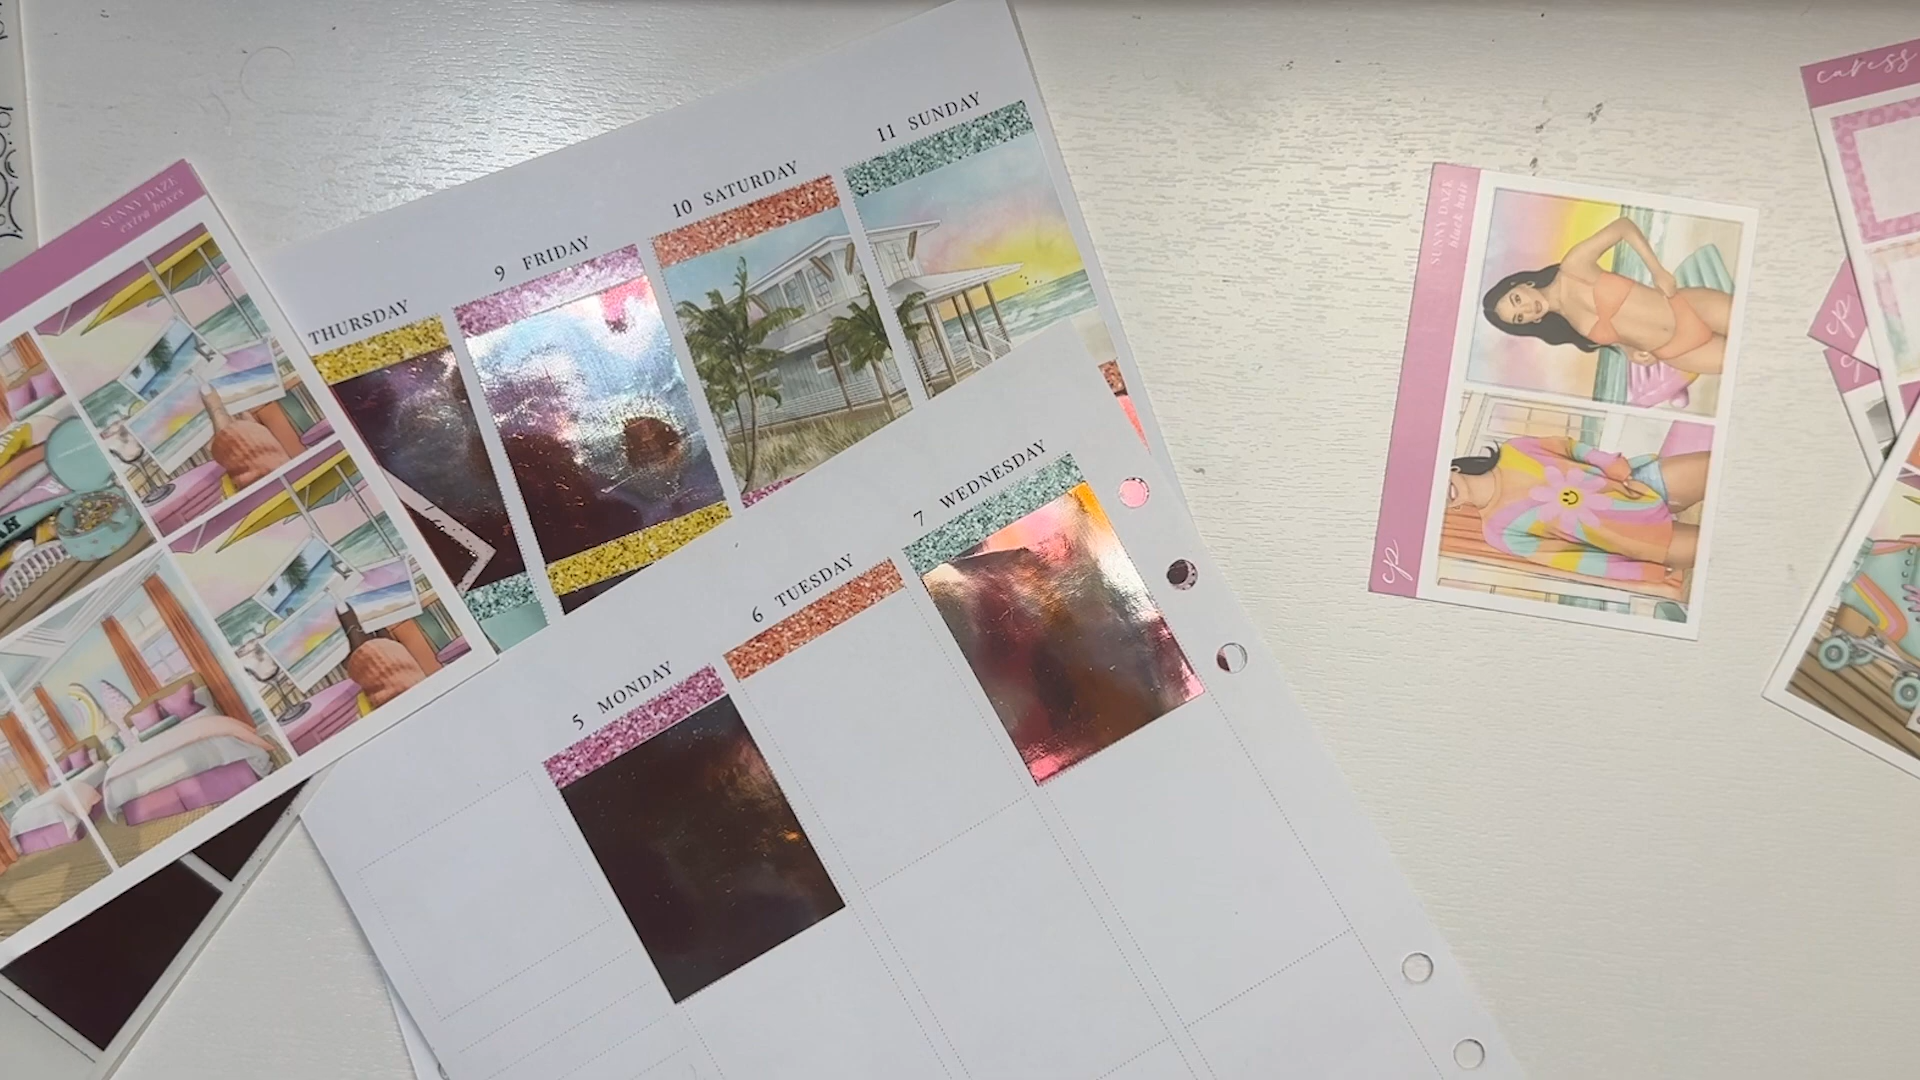 SUNNY DAZE
extra boxes
THURSDAY
9 FRIDAY
10 SATURDAY
11 SUNDAY
5 MONDAY
6 TUESDAY
7 WEDNESDAY
SUNNY DAZE
black hair
cp
caress
cp